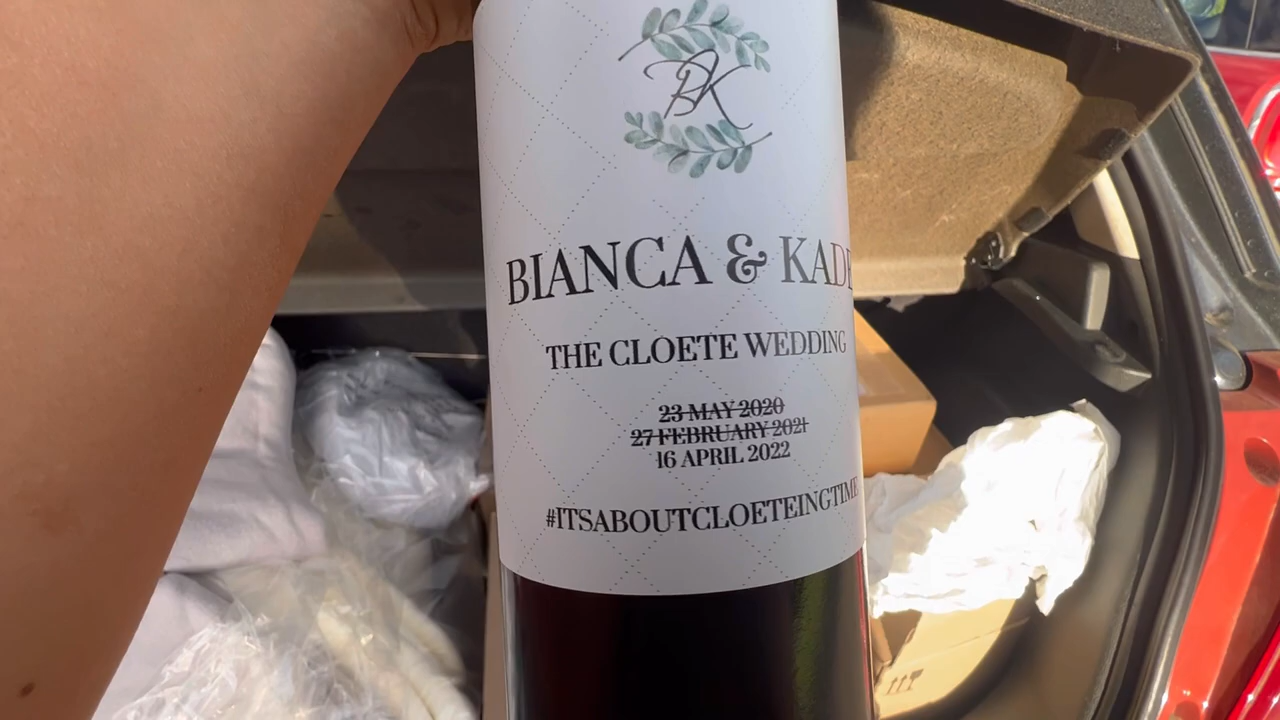 BK
BIANCA & KADE
THE CLOETE WEDDING
23 MAY 2020
27 FEBRUARY 2021
16 APRIL 2022
#ITSABOUTCLOETEINGTIME